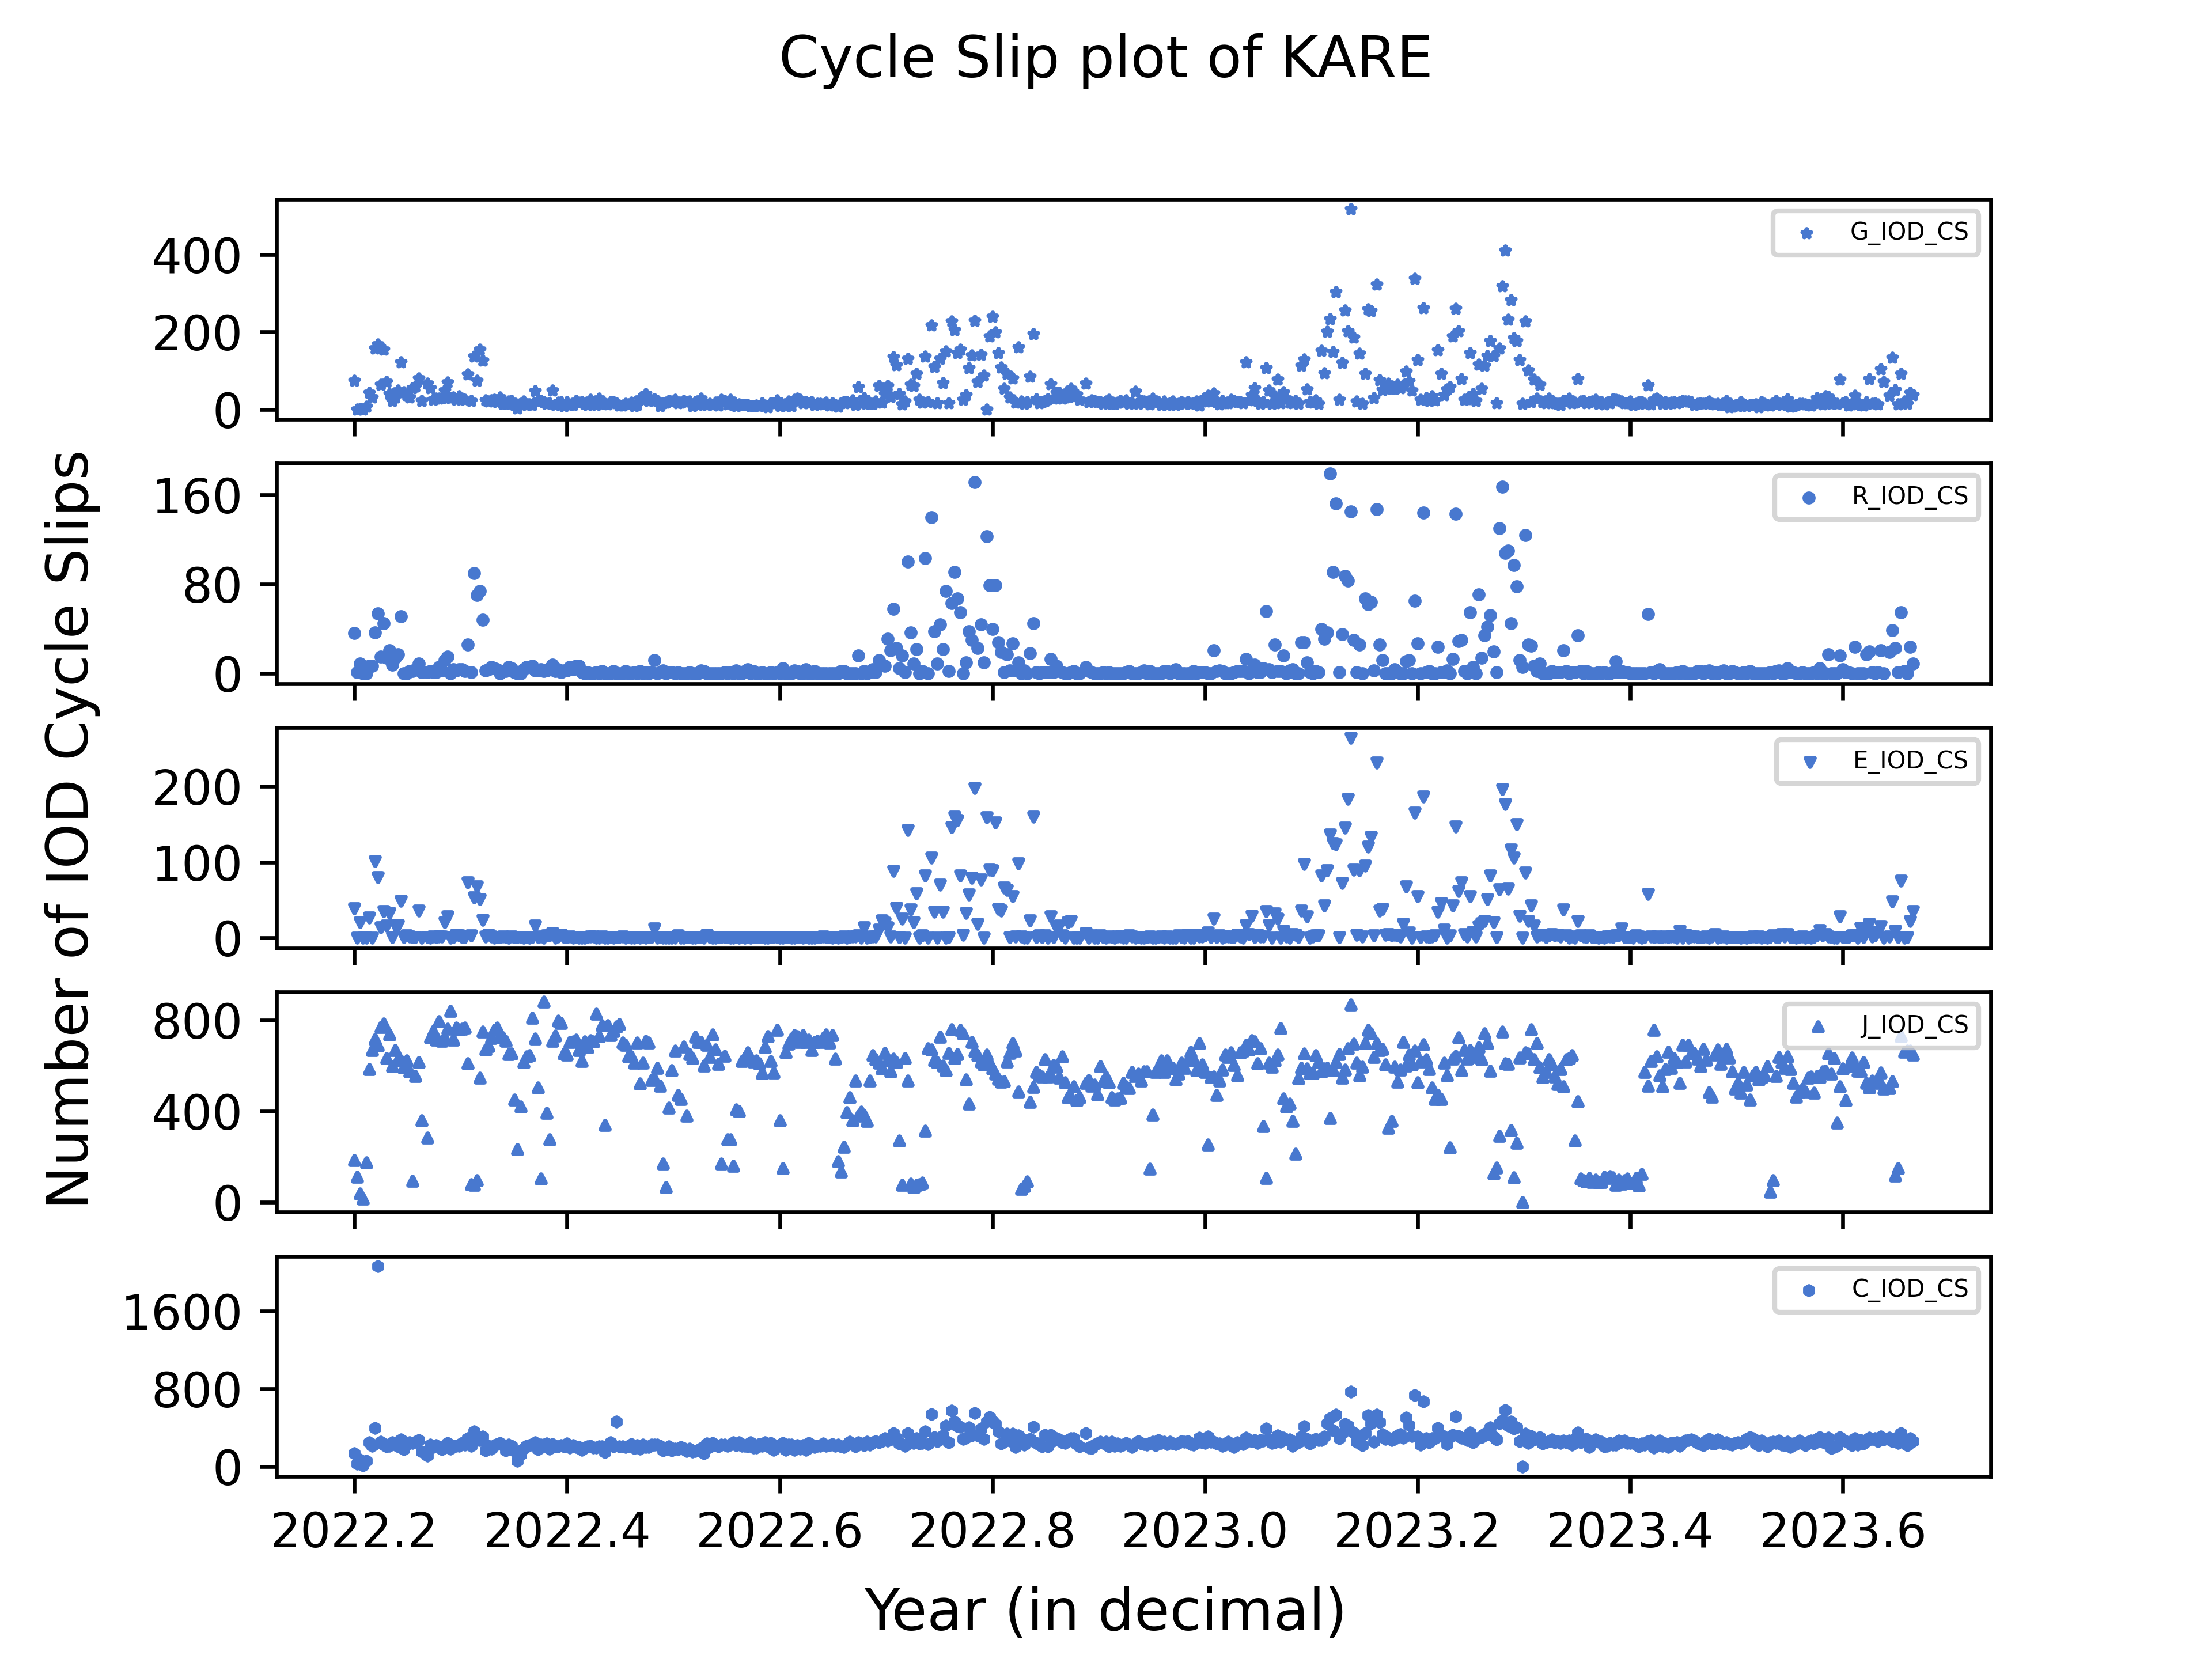 Cycle Slip plot of KARE
Number of IOD Cycle Slips
400
200
0
G_IOD_CS
160
80
0
R_IOD_CS
200
100
0
E_IOD_CS
800
400
0
J_IOD_CS
1600
800
0
C_IOD_CS
2022.2 2022.4 2022.6 2022.8 2023.0 2023.2 2023.4 2023.6
Year (in decimal)